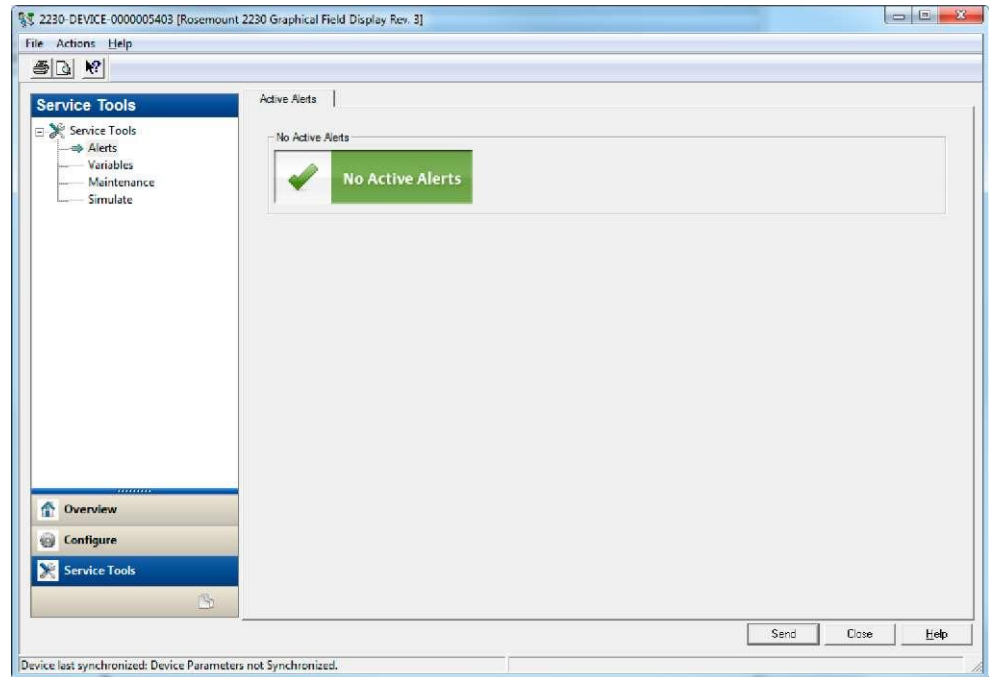 2230-DEVICE-0000005403 [Rosemount 2230 Graphical Field Display Rev. 3]
File Actions Help
Service Tools
Service Tools
Alerts
Variables
Maintenance
Simulate
Active Alerts
No Active Alerts
No Active Alerts
Overview
Configure
Service Tools
Send Close Help
Device last synchronized: Device Parameters not Synchronized.